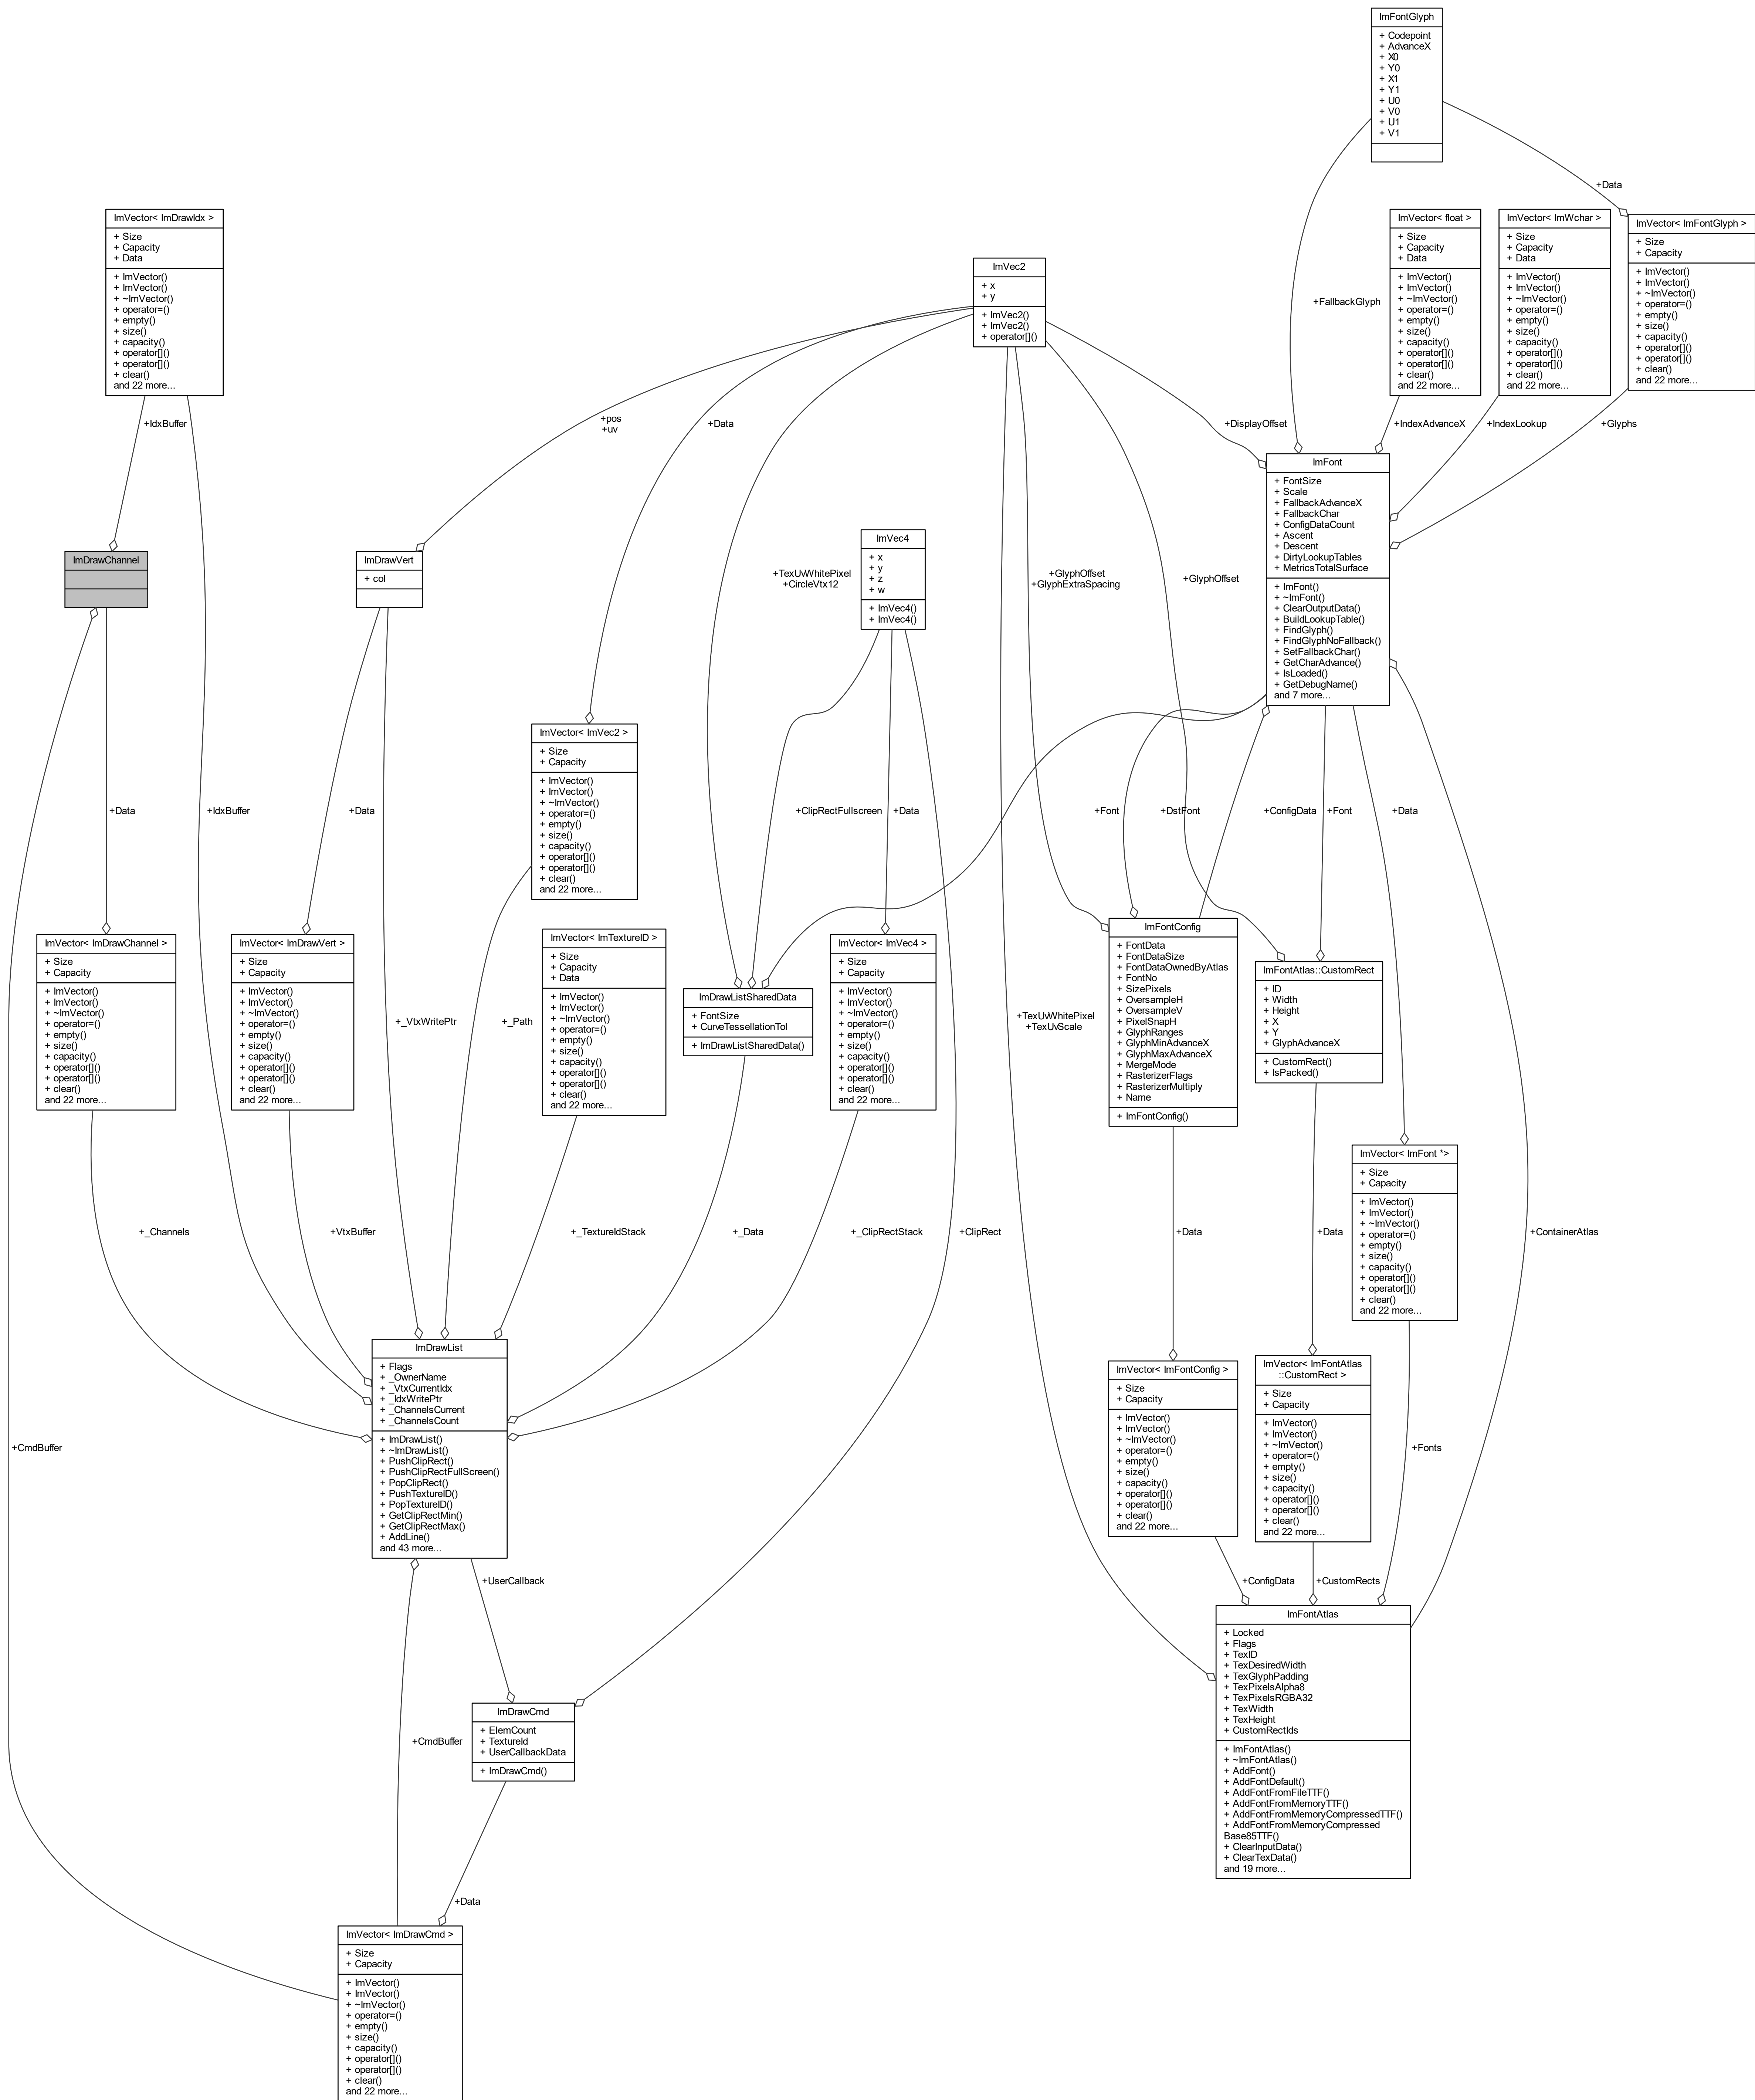 ImFontGlyph
+ Codepoint
+ AdvanceX
+ X0
+ Y0
+ X1
+ Y1
+ U0
+ V0
+ U1
+ V1
+Data
ImVector< ImDrawIdx >
+ Size
+ Capacity
+ Data
+ ImVector()
+ ImVector()
+ ~ImVector()
+ operator=()
+ empty()
+ size()
+ capacity()
+ operator[]()
+ operator[]()
+ clear()
and 22 more...
ImVec2
+ x
+ y
+ ImVec2()
+ ImVec2()
+ operator[]()
+FallbackGlyph
ImVector< float >
+ Size
+ Capacity
+ Data
+ ImVector()
+ ImVector()
+ ~ImVector()
+ operator=()
+ empty()
+ size()
+ capacity()
+ operator[]()
+ operator[]()
+ clear()
and 22 more...
ImVector< ImWchar >
+ Size
+ Capacity
+ Data
+ ImVector()
+ ImVector()
+ ~ImVector()
+ operator=()
+ empty()
+ size()
+ capacity()
+ operator[]()
+ operator[]()
+ clear()
and 22 more...
ImVector< ImFontGlyph >
+ Size
+ Capacity
+ ImVector()
+ ImVector()
+ ~ImVector()
+ operator=()
+ empty()
+ size()
+ capacity()
+ operator[]()
+ operator[]()
+ clear()
and 22 more...
+IdxBuffer
+pos
+uv
+Data
+DisplayOffset
+IndexAdvanceX
+IndexLookup
+Glyphs
ImFont
+ FontSize
+ Scale
+ FallbackAdvanceX
+ FallbackChar
+ ConfigDataCount
+ Ascent
+ Descent
+ DirtyLookupTables
+ MetricsTotalSurface
+ ImFont()
+ ~ImFont()
+ ClearOutputData()
+ BuildLookupTable()
+ FindGlyph()
+ FindGlyphNoFallback()
+ SetFallbackChar()
+ GetCharAdvance()
+ IsLoaded()
+ GetDebugName()
and 7 more...
ImDrawChannel
ImDrawVert
+ col
+TexUvWhitePixel
+CircleVtx12
ImVec4
+ x
+ y
+ z
+ w
+ ImVec4()
+ ImVec4()
+GlyphOffset
+GlyphExtraSpacing
+GlyphOffset
ImVector< ImVec2 >
+ Size
+ Capacity
+ ImVector()
+ ImVector()
+ ~ImVector()
+ operator=()
+ empty()
+ size()
+ capacity()
+ operator[]()
+ operator[]()
+ clear()
and 22 more...
+Data
+IdxBuffer
+Data
+ClipRectFullscreen
+Data
+Font
+DstFont
+ConfigData
+Font
+Data
ImVector< ImDrawChannel >
+ Size
+ Capacity
+ ImVector()
+ ImVector()
+ ~ImVector()
+ operator=()
+ empty()
+ size()
+ capacity()
+ operator[]()
+ operator[]()
+ clear()
and 22 more...
ImVector< ImDrawVert >
+ Size
+ Capacity
+ ImVector()
+ ImVector()
+ ~ImVector()
+ operator=()
+ empty()
+ size()
+ capacity()
+ operator[]()
+ operator[]()
+ clear()
and 22 more...
+_VtxWritePtr
+_Path
ImVector< ImTextureID >
+ Size
+ Capacity
+ Data
+ ImVector()
+ ImVector()
+ ~ImVector()
+ operator=()
+ empty()
+ size()
+ capacity()
+ operator[]()
+ operator[]()
+ clear()
and 22 more...
ImDrawListSharedData
+ FontSize
+ CurveTessellationTol
+ ImDrawListSharedData()
ImVector< ImVec4 >
+ Size
+ Capacity
+ ImVector()
+ ImVector()
+ ~ImVector()
+ operator=()
+ empty()
+ size()
+ capacity()
+ operator[]()
+ operator[]()
+ clear()
and 22 more...
+TexUvWhitePixel
+TexUvScale
ImFontConfig
+ FontData
+ FontDataSize
+ FontDataOwnedByAtlas
+ FontNo
+ SizePixels
+ OversampleH
+ OversampleV
+ PixelSnapH
+ GlyphRanges
+ GlyphMinAdvanceX
+ GlyphMaxAdvanceX
+ MergeMode
+ RasterizerFlags
+ RasterizerMultiply
+ Name
+ ImFontConfig()
ImFontAtlas::CustomRect
+ ID
+ Width
+ Height
+ X
+ Y
+ GlyphAdvanceX
+ CustomRect()
+ IsPacked()
ImVector< ImFont *>
+ Size
+ Capacity
+ ImVector()
+ ImVector()
+ ~ImVector()
+ operator=()
+ empty()
+ size()
+ capacity()
+ operator[]()
+ operator[]()
+ clear()
and 22 more...
+_Channels
+VtxBuffer
+_TextureIdStack
+_Data
+_ClipRectStack
+ClipRect
+Data
+Data
+ContainerAtlas
ImDrawList
+ Flags
+ _OwnerName
+ _VtxCurrentIdx
+ _IdxWritePtr
+ _ChannelsCurrent
+ _ChannelsCount
+ ImDrawList()
+ ~ImDrawList()
+ PushClipRect()
+ PushClipRectFullScreen()
+ PopClipRect()
+ PushTextureID()
+ PopTextureID()
+ GetClipRectMin()
+ GetClipRectMax()
+ AddLine()
and 43 more...
ImVector< ImFontConfig >
+ Size
+ Capacity
+ ImVector()
+ ImVector()
+ ~ImVector()
+ operator=()
+ empty()
+ size()
+ capacity()
+ operator[]()
+ operator[]()
+ clear()
and 22 more...
ImVector< ImFontAtlas
::CustomRect >
+ Size
+ Capacity
+ ImVector()
+ ImVector()
+ ~ImVector()
+ operator=()
+ empty()
+ size()
+ capacity()
+ operator[]()
+ operator[]()
+ clear()
and 22 more...
+CmdBuffer
+Fonts
+UserCallback
+ConfigData
+CustomRects
ImFontAtlas
+ Locked
+ Flags
+ TexID
+ TexDesiredWidth
+ TexGlyphPadding
+ TexPixelsAlpha8
+ TexPixelsRGBA32
+ TexWidth
+ TexHeight
+ CustomRectIds
+ ImFontAtlas()
+ ~ImFontAtlas()
+ AddFont()
+ AddFontDefault()
+ AddFontFromFileTTF()
+ AddFontFromMemoryTTF()
+ AddFontFromMemoryCompressedTTF()
+ AddFontFromMemoryCompressed
Base85TTF()
+ ClearInputData()
+ ClearTexData()
and 19 more...
+CmdBuffer
ImDrawCmd
+ ElemCount
+ TextureId
+ UserCallbackData
+ ImDrawCmd()
+Data
ImVector< ImDrawCmd >
+ Size
+ Capacity
+ ImVector()
+ ImVector()
+ ~ImVector()
+ operator=()
+ empty()
+ size()
+ capacity()
+ operator[]()
+ operator[]()
+ clear()
and 22 more...